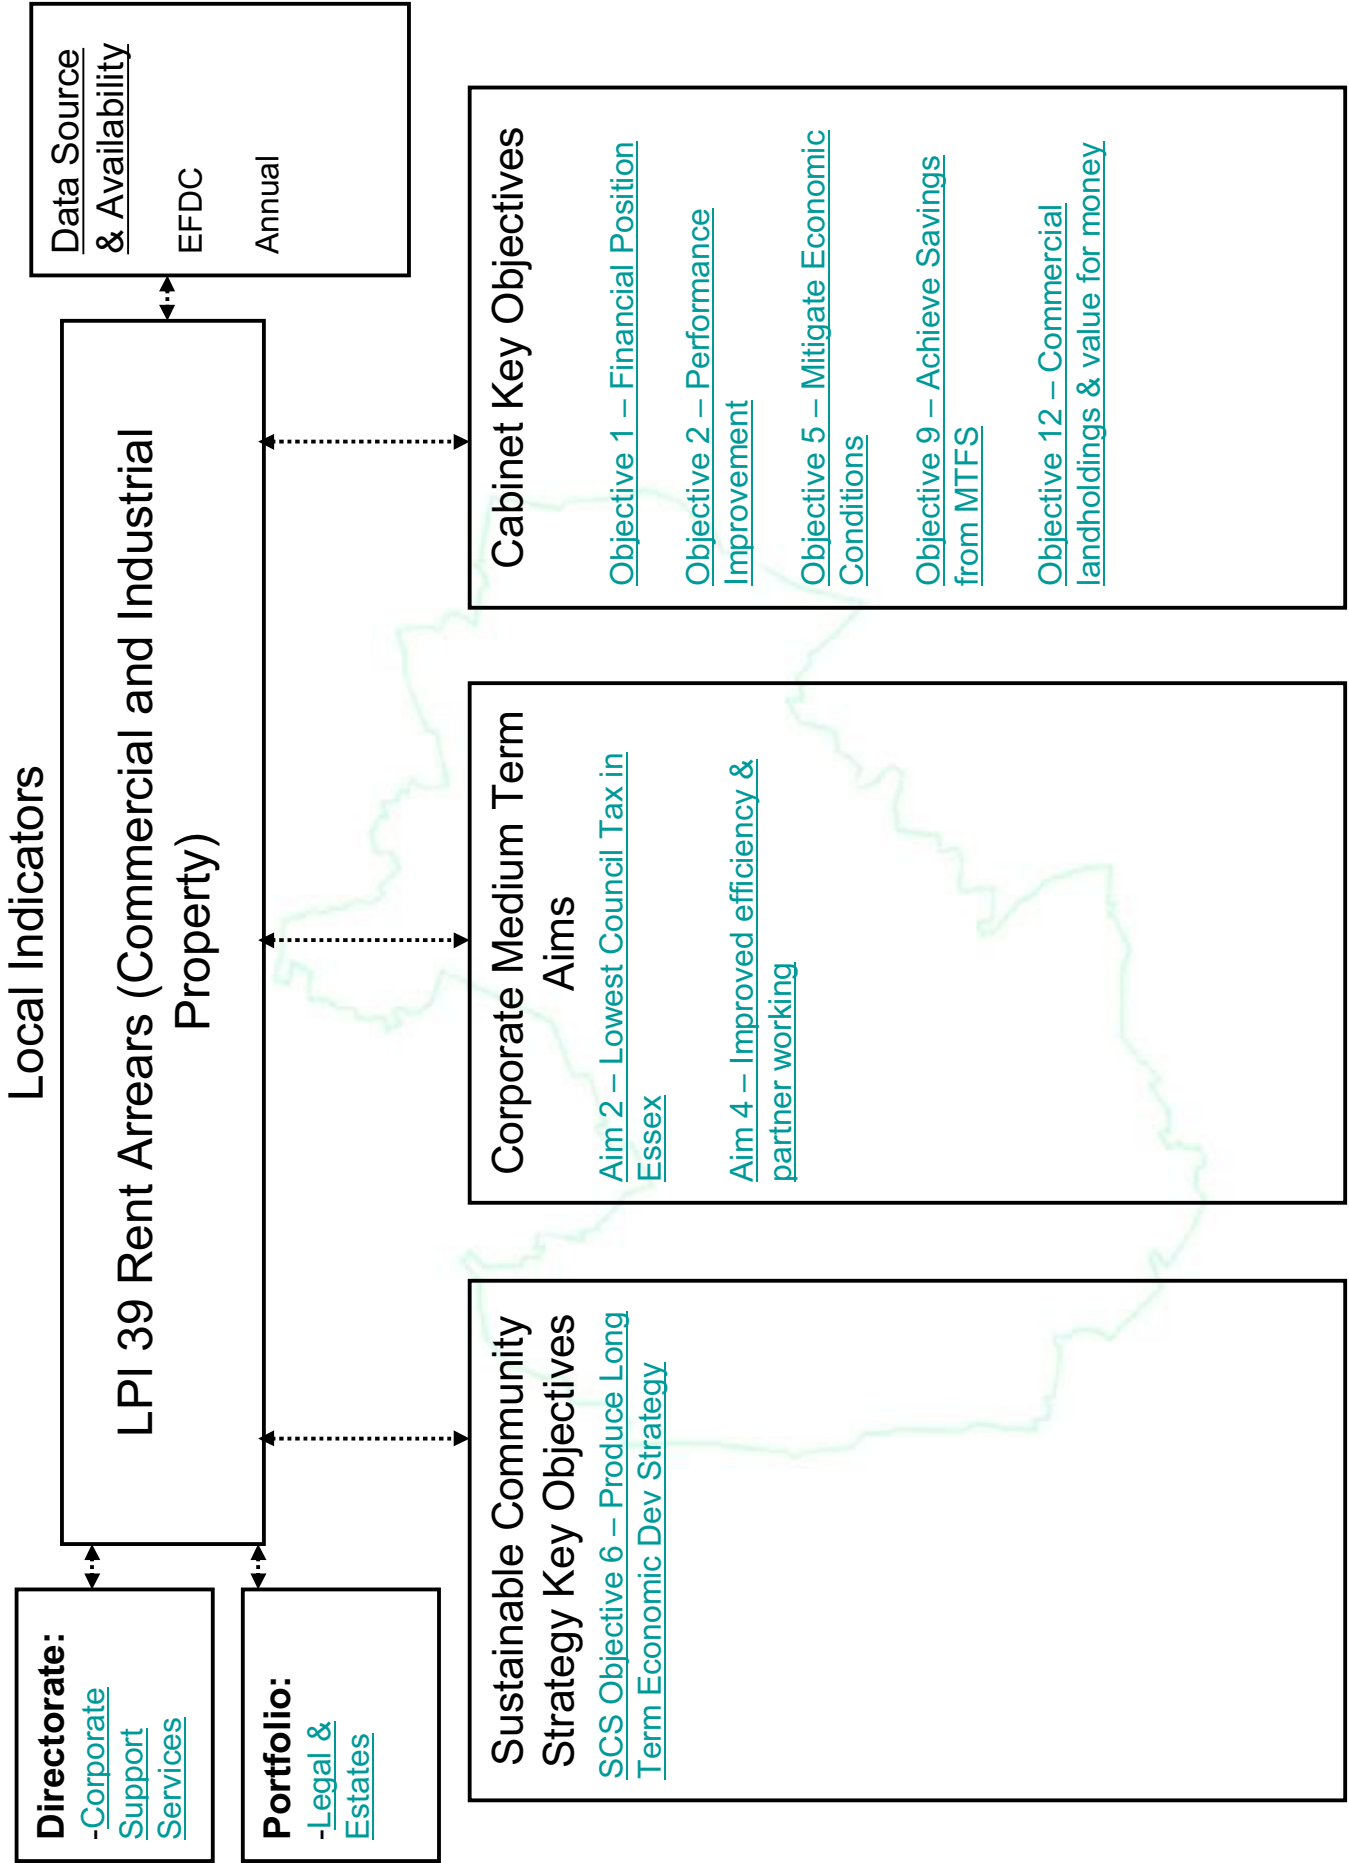 Local Indicators
Directorate:
-Corporate
Support
Services
Portfolio:
-Legal &
Estates
LPI 39 Rent Arrears (Commercial and Industrial
Property)
Data Source
& Availability
EFDC
Annual
Sustainable Community
Strategy Key Objectives
SCS Objective 6 – Produce Long
Term Economic Dev Strategy
Corporate Medium Term
Aims
Aim 2 – Lowest Council Tax in
Essex
Aim 4 – Improved efficiency &
partner working
Cabinet Key Objectives
Objective 1 – Financial Position
Objective 2 – Performance
Improvement
Objective 5 – Mitigate Economic
Conditions
Objective 9 – Achieve Savings
from MTFS
Objective 12 – Commercial
landholdings & value for money